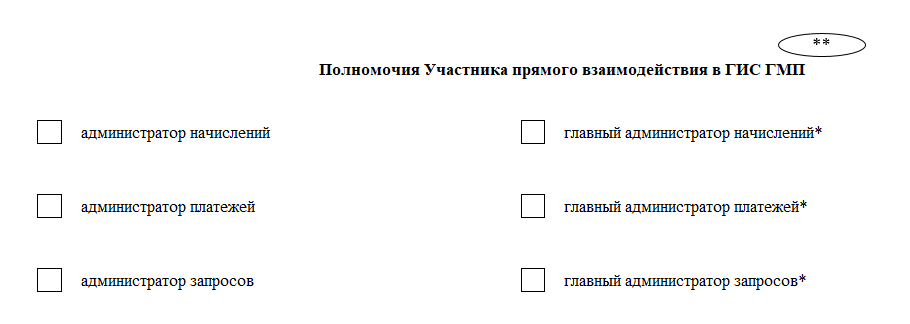 **
Полномочия Участника прямого взаимодействия в ГИС ГМП
администратор начислений
главный администратор начислений*
администратор платежей
главный администратор платежей*
администратор запросов
главный администратор запросов*